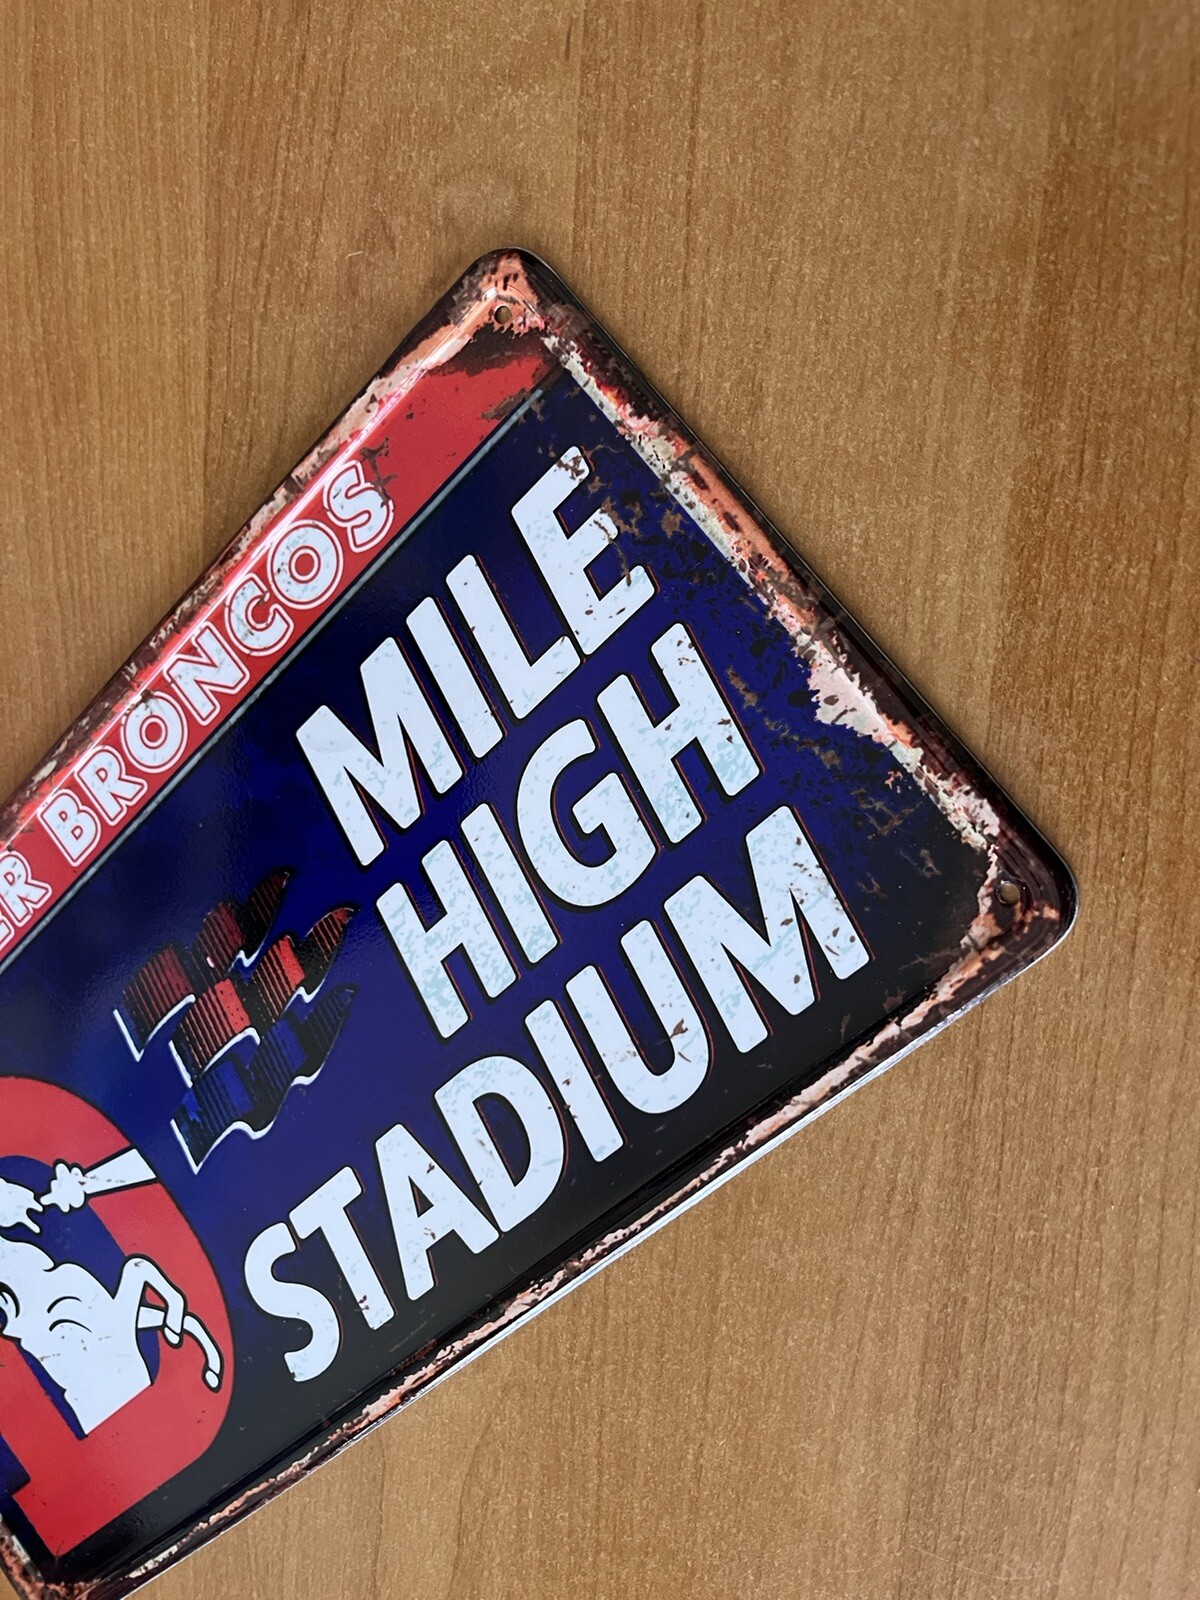 ER BRONCOS
MILE
HIGH
STADIUM